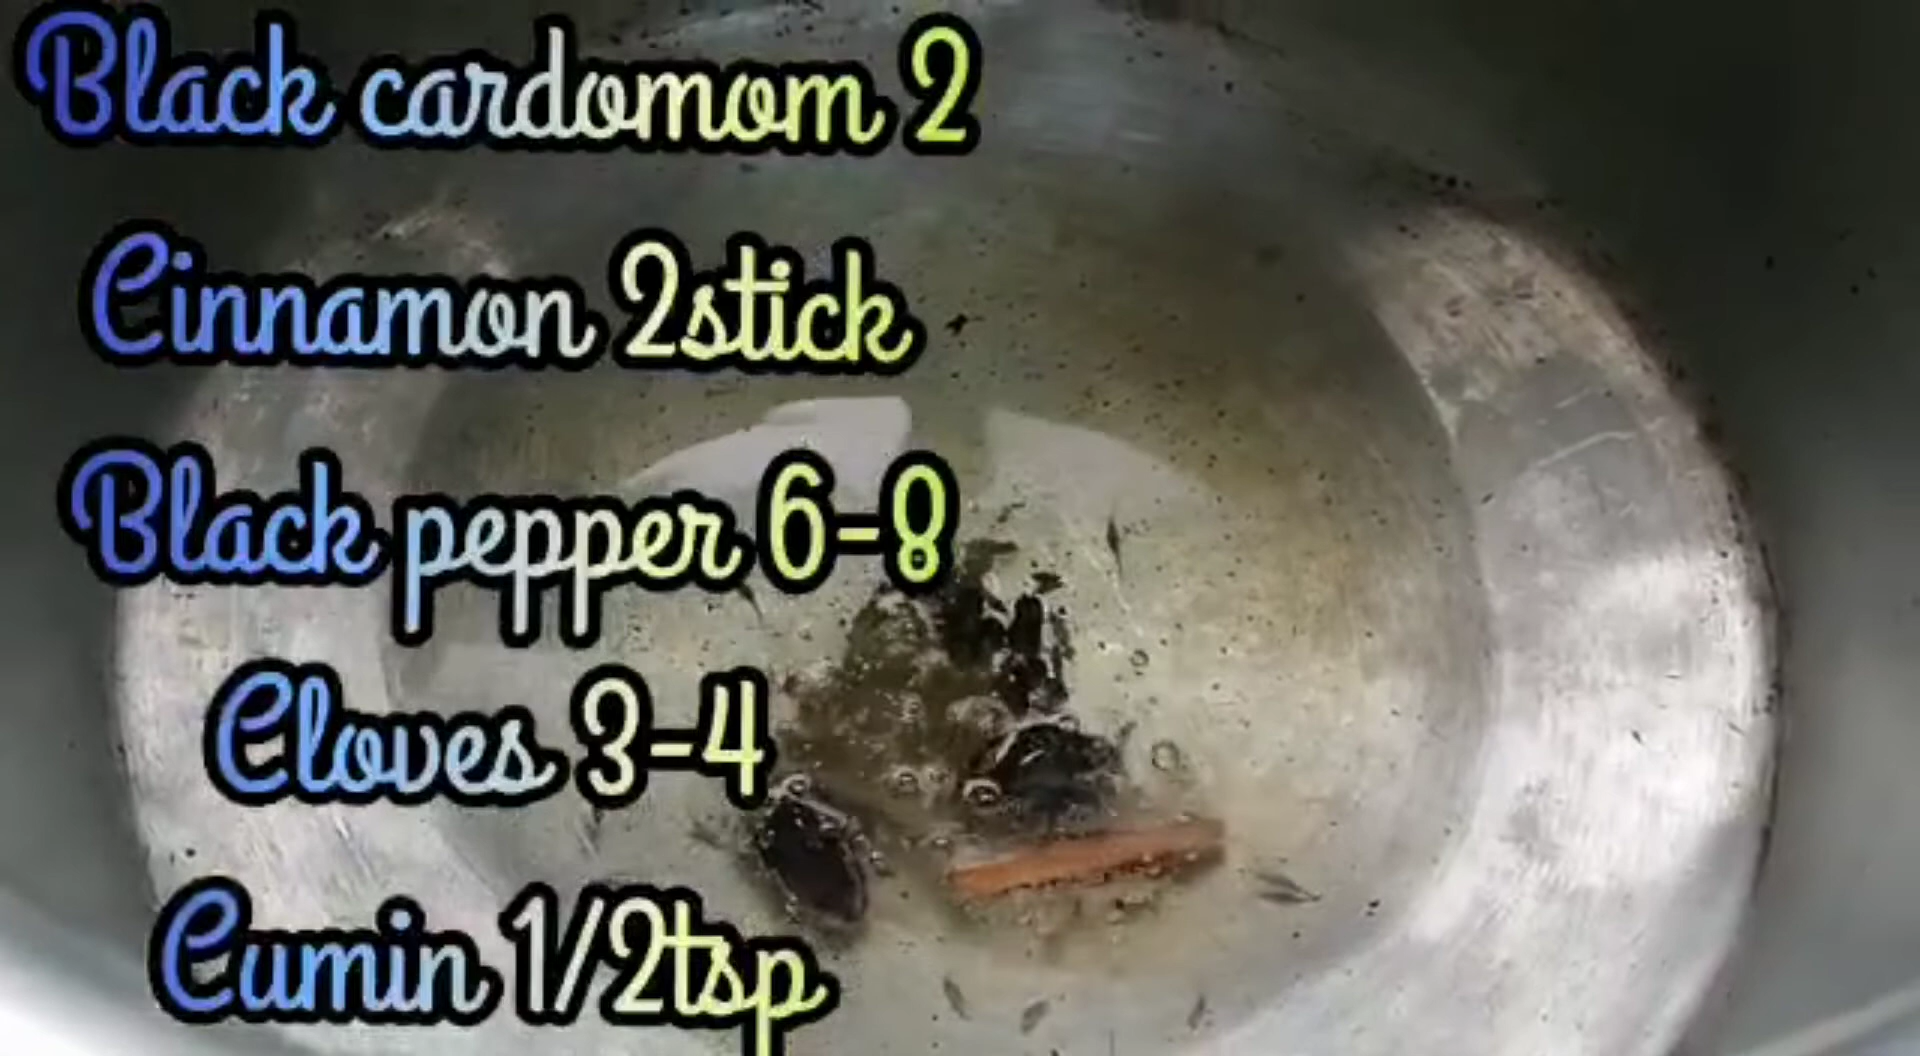 Black cardomom 2
Cinnamon 2stick
Black pepper 6-8
Cloves 3-4
Cumin 1/2tsp